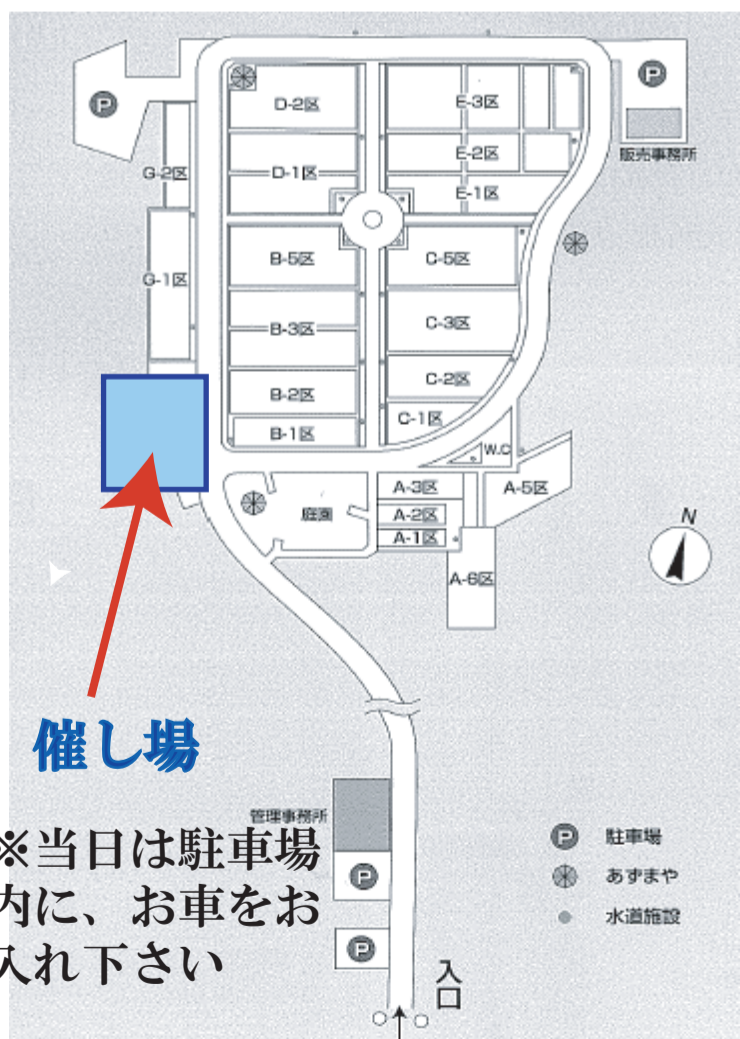 Ⓟ
Ⓟ
販売事務所
D-2区
E-3区
E-2区
G-2区
D-1区
E-1区
B-5区
C-5区
G-1区
B-3区
C-3区
B-2区
C-2区
B-1区
C-1区
W.C
庭園
A-3区
A-5区
A-2区
A-1区
A-6区
N
催し場
管理事務所
※当日は駐車場
内に、お車をお
入れ下さい
Ⓟ
Ⓟ
入口
Ⓟ 駐車場
あずまや
水道施設